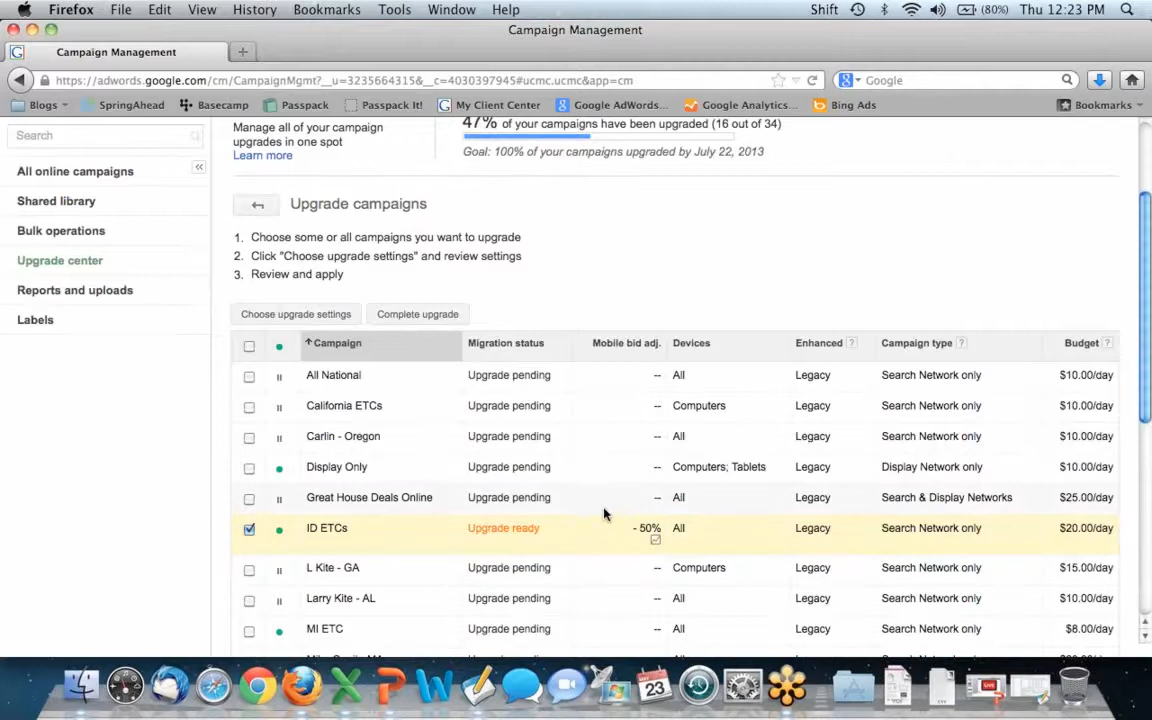 Firefox File Edit View History Bookmarks Tools Window Help Shift (80%) Thu 12:23 PM
Campaign Management
Campaign Management
https://adwords.google.com/cm/CampaignMgmt?__u=3235664315&__c=4030397945#ucmc.ucmc&app=cm Google
Blogs SpringAhead Basecamp Passpack Passpack It! My Client Center Google AdWords... Google Analytics... Bing Ads Bookmarks
Search
Manage all of your campaign
upgrades in one spot
Learn more
47% of your campaigns have been upgraded (16 out of 34)
Goal: 100% of your campaigns upgraded by July 22, 2013
All online campaigns
Shared library
Bulk operations
Upgrade center
Reports and uploads
Labels
Upgrade campaigns
1. Choose some or all campaigns you want to upgrade
2. Click "Choose upgrade settings" and review settings
3. Review and apply
Choose upgrade settings Complete upgrade
Campaign Migration status Mobile bid adj. Devices Enhanced ? Campaign type ? Budget ?
All National Upgrade pending -- All Legacy Search Network only $10.00/day
California ETCs Upgrade pending -- Computers Legacy Search Network only $10.00/day
Carlin - Oregon Upgrade pending -- All Legacy Search Network only $10.00/day
Display Only Upgrade pending -- Computers; Tablets Legacy Display Network only $10.00/day
Great House Deals Online Upgrade pending -- All Legacy Search & Display Networks $25.00/day
ID ETCs Upgrade ready - 50% All Legacy Search Network only $20.00/day
L Kite - GA Upgrade pending -- Computers Legacy Search Network only $15.00/day
Larry Kite - AL Upgrade pending -- All Legacy Search Network only $10.00/day
MI ETC Upgrade pending -- All Legacy Search Network only $8.00/day
23